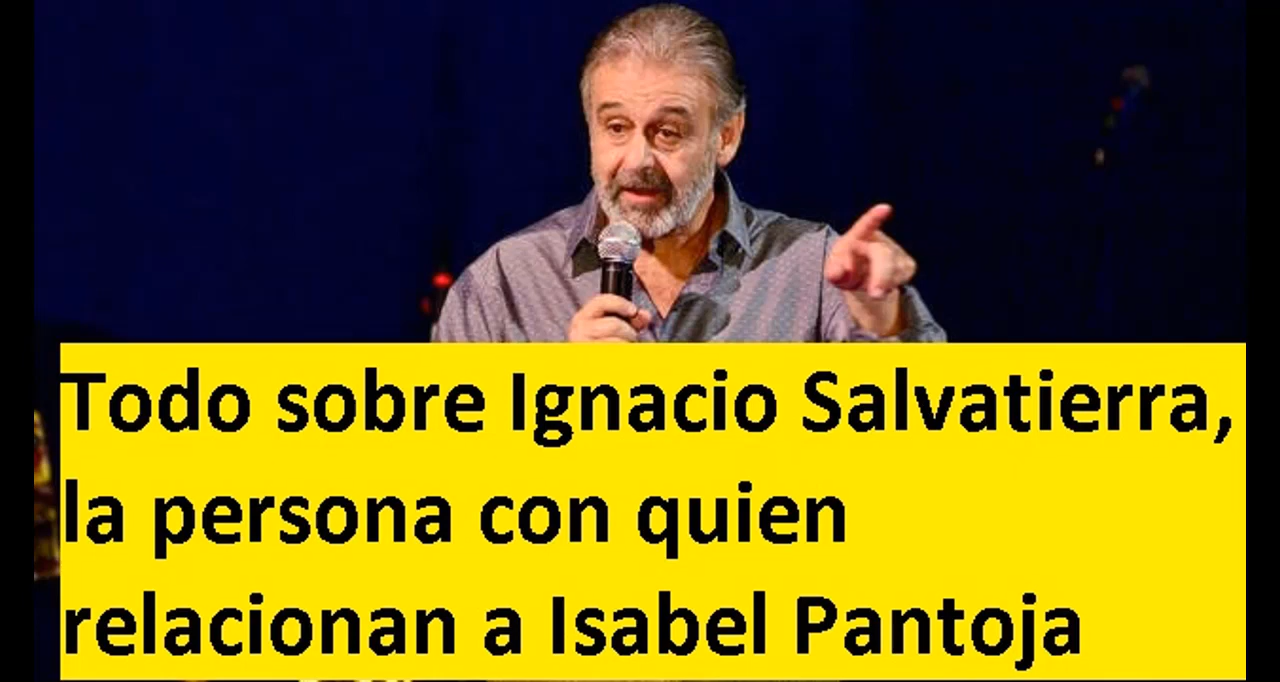 Todo sobre Ignacio Salvatierra,
la persona con quien
relacionan a Isabel Pantoja